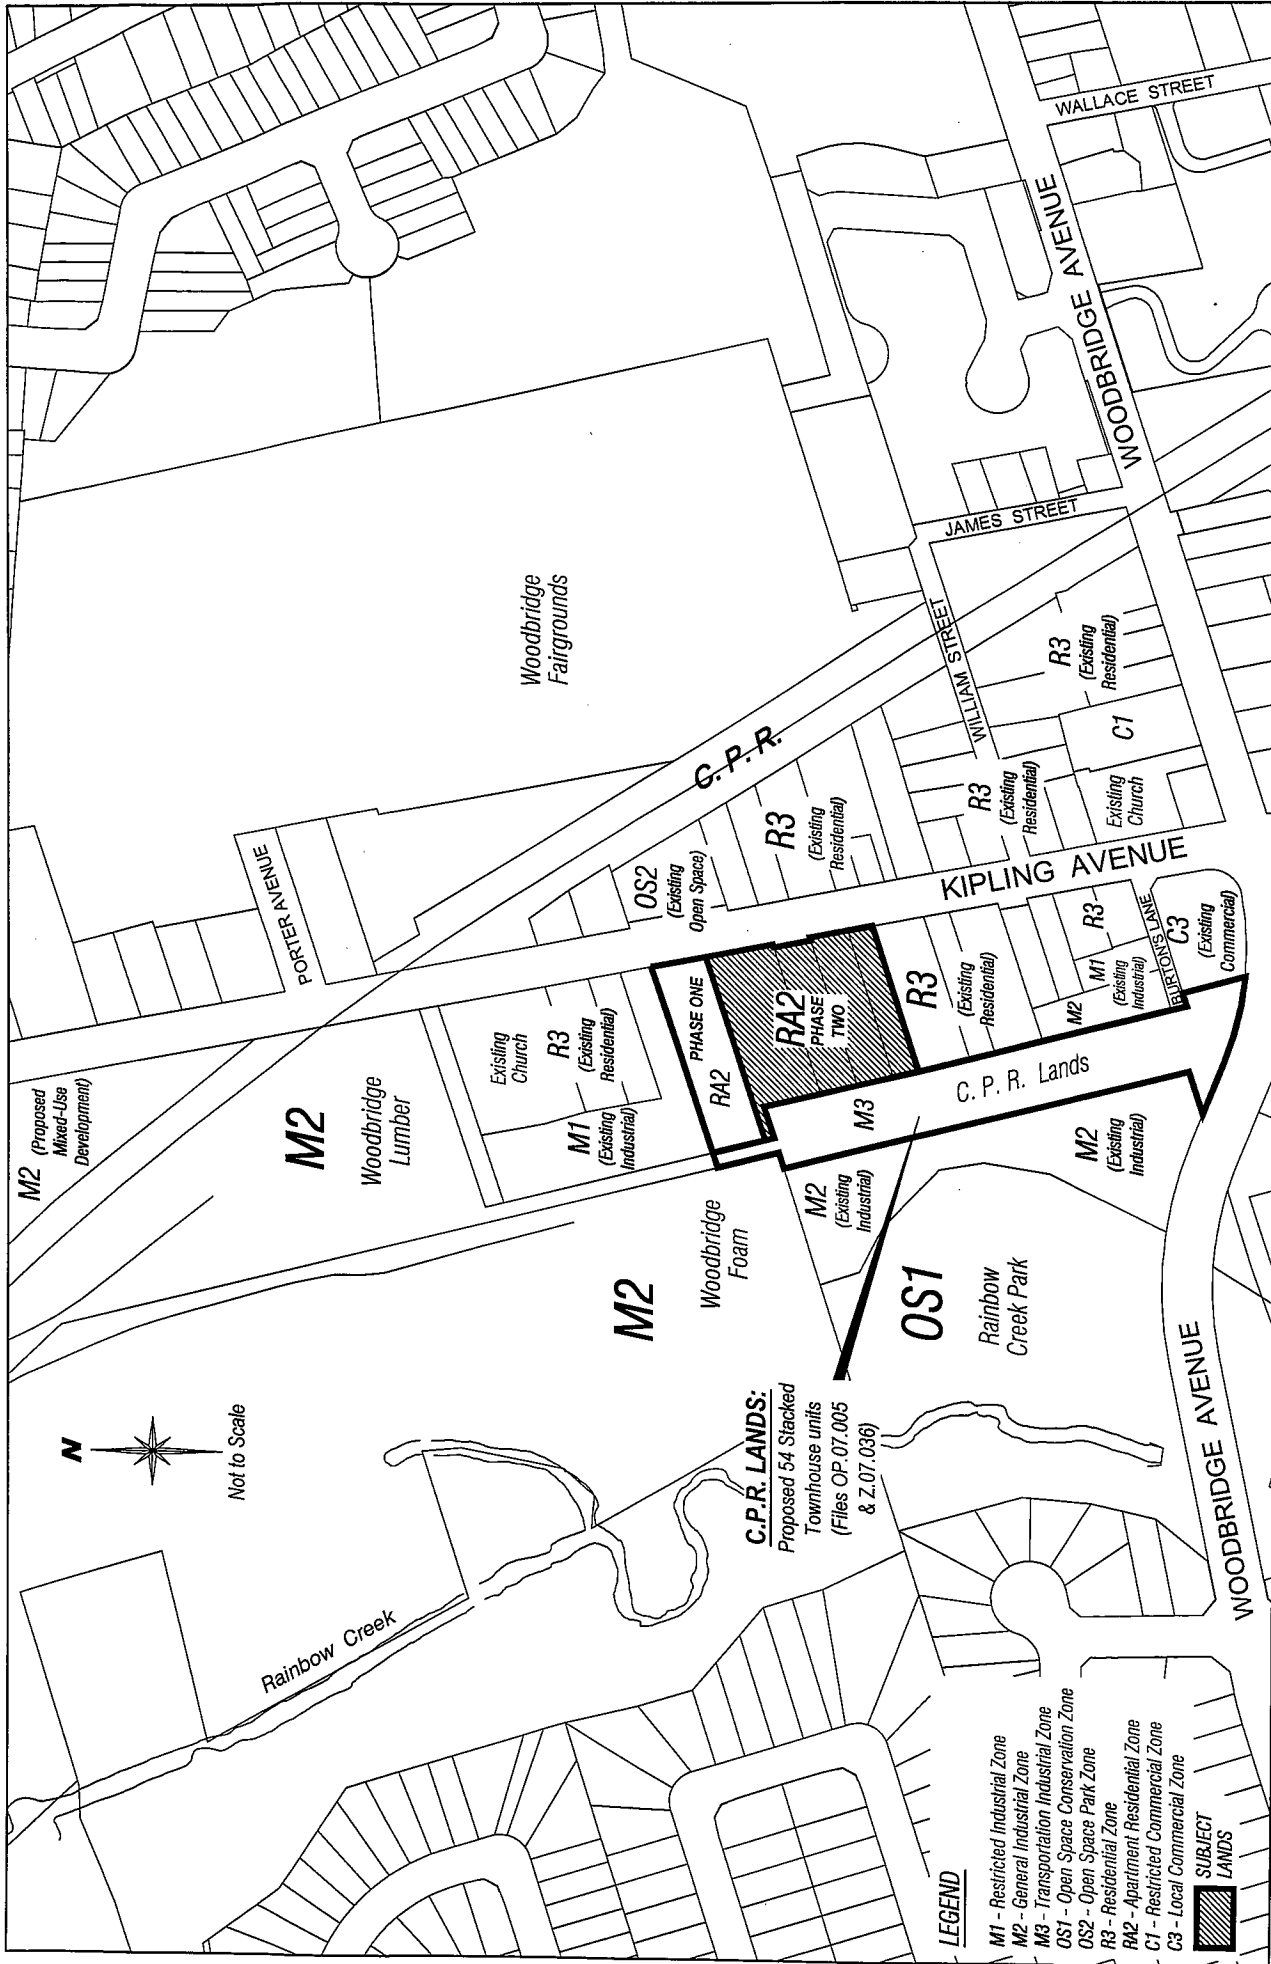 M2
(Proposed
Mixed-Use
Development)
M2
Woodbridge
Lumber
PORTER AVENUE
Woodbridge
Fairgrounds
N
Not to Scale
Rainbow Creek
Existing
Church
R3
(Existing
Residential)
M1
(Existing
Industrial)
OS2
(Existing
Open Space)
C. P. R.
R3
(Existing
Residential)
M2
Woodbridge
Foam
PHASE ONE
RA2
RA2
PHASE
TWO
M3
C. P. R. Lands
R3
(Existing
Residential)
M2
(Existing
Industrial)
M2
(Existing
Industrial)
OS1
Rainbow
Creek Park
C.P.R. LANDS:
Proposed 54 Stacked
Townhouse units
(Files OP.07.005
& Z.07.036)
KIPLING AVENUE
WILLIAM STREET
JAMES STREET
WOODBRIDGE AVENUE
WALLACE STREET
R3
(Existing
Residential)
R3
(Existing
Residential)
C1
Existing
Church
M2
M1
(Existing
Industrial)
R3
BURTON'S LANE
C3
(Existing
Commercial)
WOODBRIDGE AVENUE
LEGEND
M1 - Restricted Industrial Zone
M2 - General Industrial Zone
M3 - Transportation Industrial Zone
OS1 - Open Space Conservation Zone
OS2 - Open Space Park Zone
R3 - Residential Zone
RA2 - Apartment Residential Zone
C1 - Restricted Commercial Zone
C3 - Local Commercial Zone
SUBJECT
LANDS